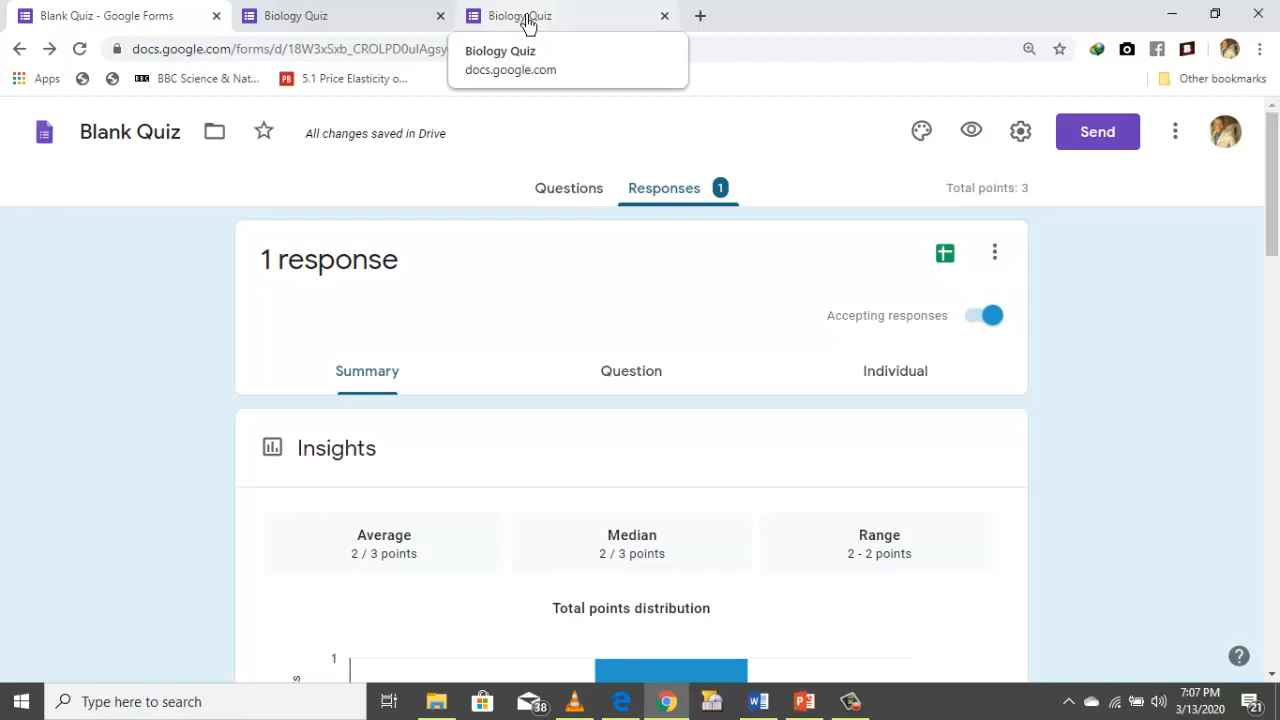 Blank Quiz - Google Forms
Biology Quiz
Biology Quiz
docs.google.com/forms/d/18W3xSxb_CROLPD0uIAgsy
Biology Quiz
docs.google.com
Apps
BBC
BBC Science & Nat...
PB
5.1 Price Elasticity o...
Other bookmarks
Blank Quiz
All changes saved in Drive
Send
Questions
Responses
1
Total points: 3
1 response
Accepting responses
Summary
Question
Individual
Insights
Average
2 / 3 points
Median
2 / 3 points
Range
2 - 2 points
Total points distribution
1
Type here to search
38
7:07 PM
3/13/2020
21